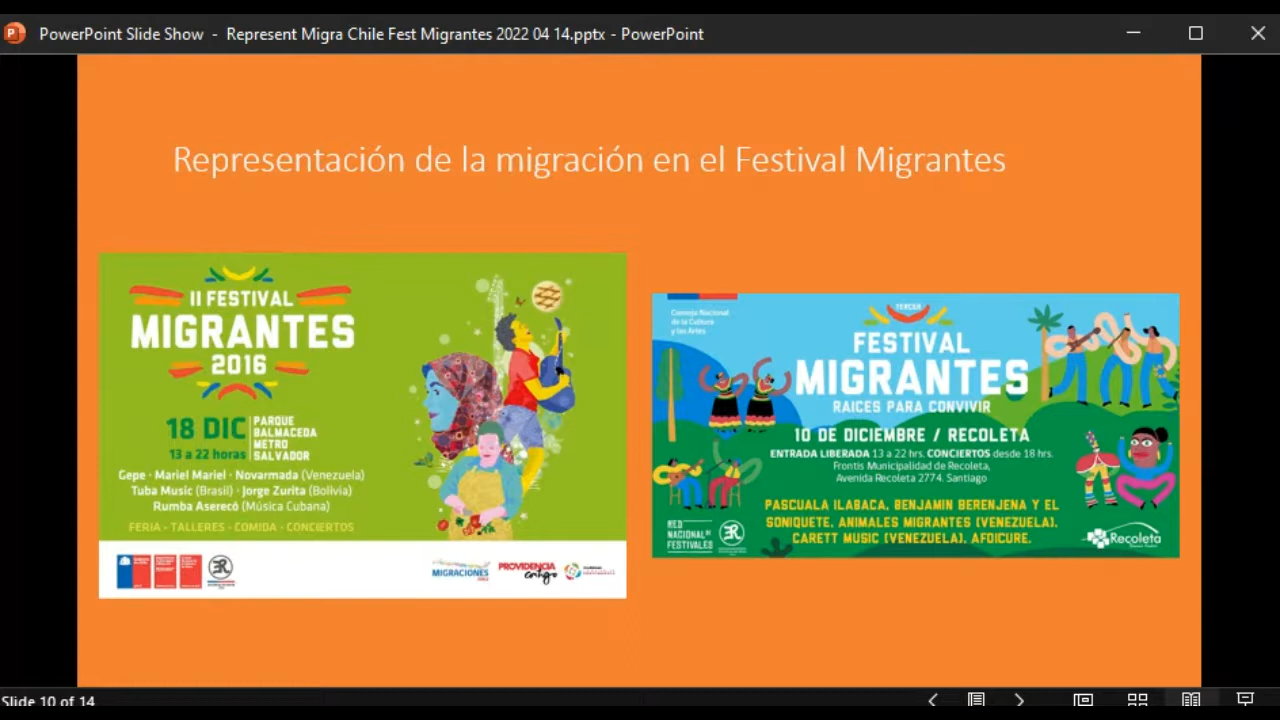 PowerPoint Slide Show - Represent Migra Chile Fest Migrantes 2022 04 14.pptx - PowerPoint
Representación de la migración en el Festival Migrantes
II FESTIVAL
MIGRANTES
2016
18 DIC
13 a 22 horas
PARQUE
BALMACEDA
METRO
SALVADOR
Gepe · Mariel Mariel · Novarmada (Venezuela)
Tuba Music (Brasil) · Jorge Zurita (Bolivia)
Rumba Aserecó (Música Cubana)
FERIA - TALLERES - COMIDA - CONCIERTOS
MIGRACIONES
PROVIDENCIA
contigo
Consejo Nacional
de la Cultura
y las Artes
TERCER
FESTIVAL
MIGRANTES
RAICES PARA CONVIVIR
10 DE DICIEMBRE / RECOLETA
ENTRADA LIBERADA 13 a 22 hrs. CONCIERTOS desde 18 hrs.
Frontis Municipalidad de Recoleta,
Avenida Recoleta 2774. Santiago
PASCUALA ILABACA, BENJAMIN BERENJENA Y EL
SONIQUETE, ANIMALES MIGRANTES (VENEZUELA),
CARETT MUSIC (VENEZUELA), AFOICURE.
RED
NACIONAL DE
FESTIVALES
Recoleta
Slide 10 of 14